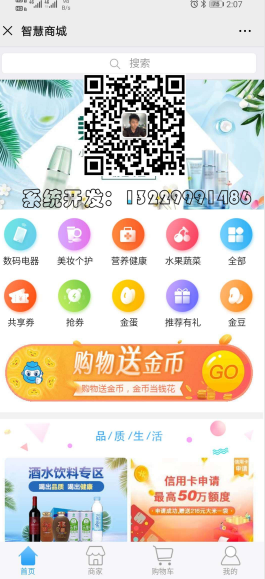 2:07
智慧商城
搜索
系统开发：13229991486
数码电器 美妆个护 营养健康 水果蔬菜 全部
共享券 抢券 金蛋 推荐有礼 金豆
购物送金币
购物送金币，金币当钱花
GO
品/质/生/活
酒水饮料专区
喝出品质 喝出健康
信用卡申请
信用卡申请
最高50万额度
首页 商家 购物车 我的